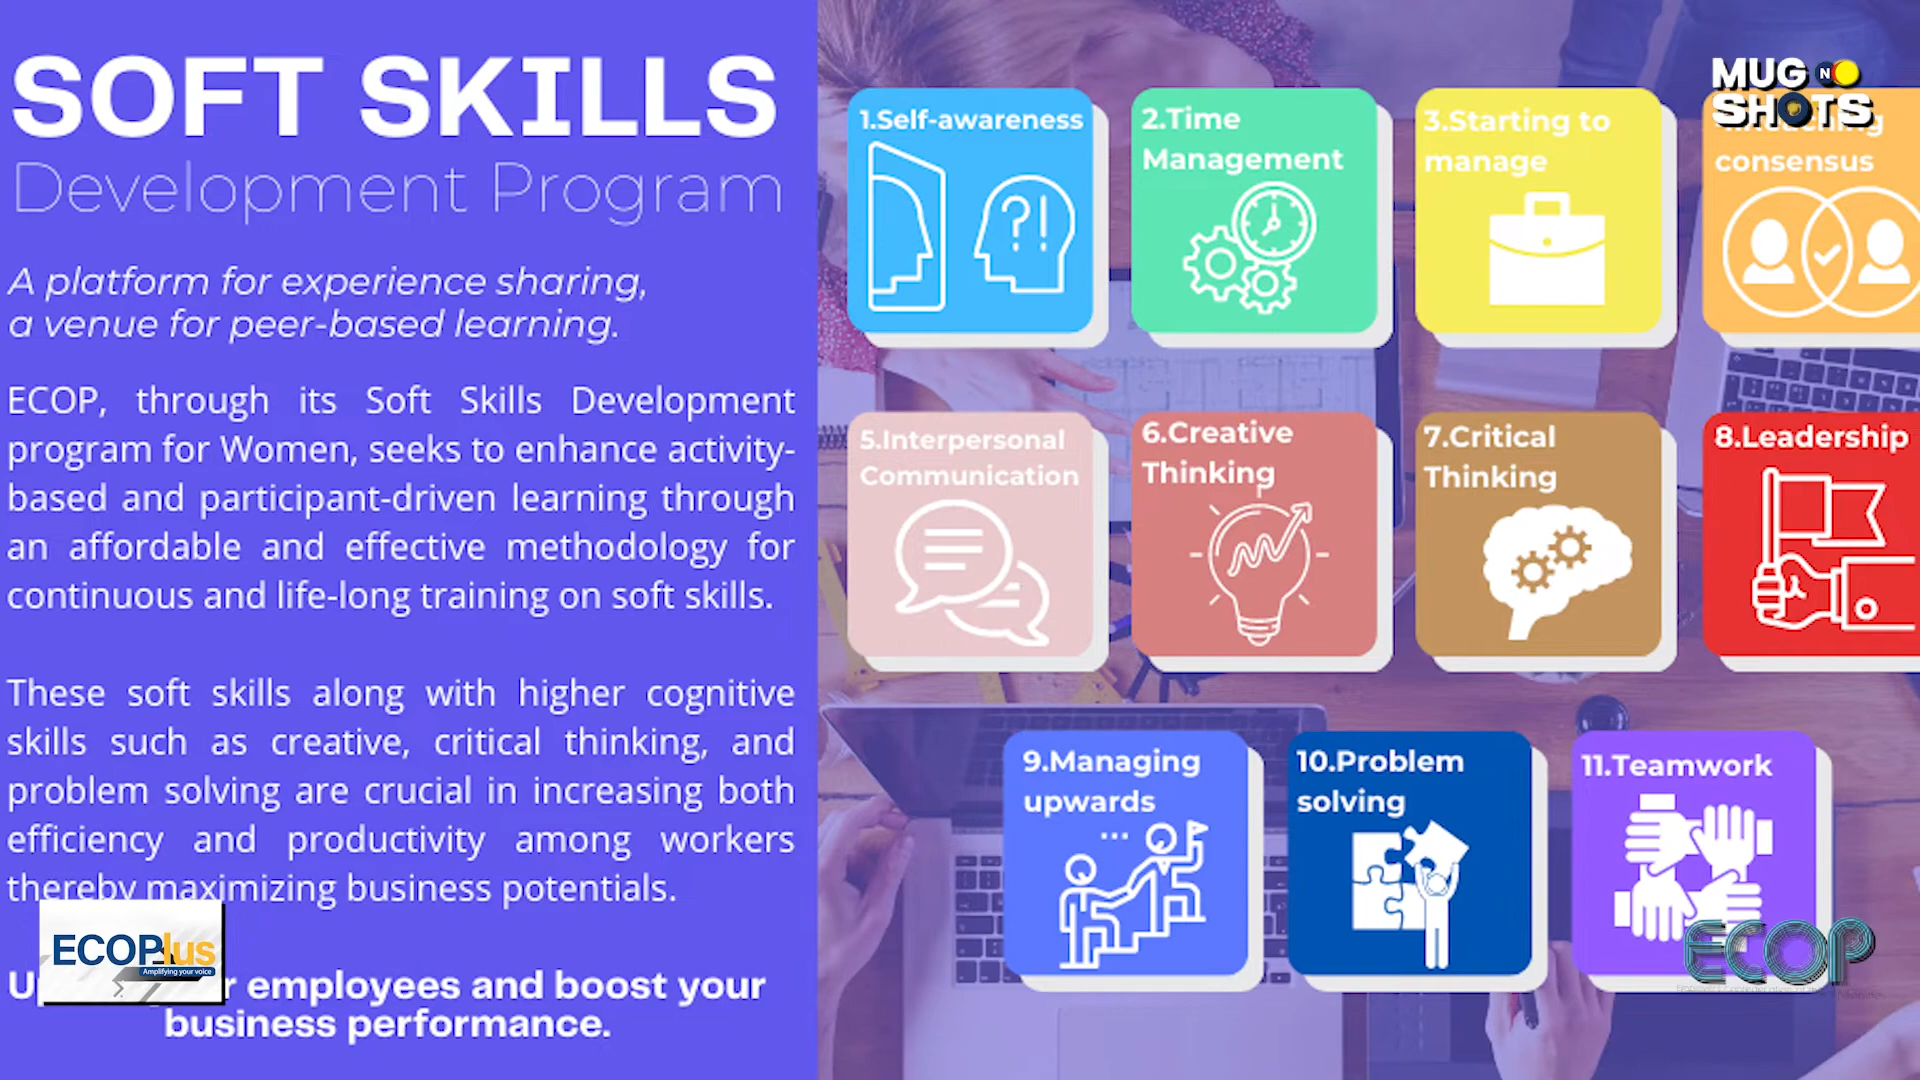 SOFT SKILLS
Development Program
A platform for experience sharing,
a venue for peer-based learning.
ECOP, through its Soft Skills Development
program for Women, seeks to enhance activity-
based and participant-driven learning through
an affordable and effective methodology for
continuous and life-long training on soft skills.
These soft skills along with higher cognitive
skills such as creative, critical thinking, and
problem solving are crucial in increasing both
efficiency and productivity among workers
thereby maximizing business potentials.
employees and boost your
business performance.
ECOPlus
Amplifying your voice
MUG N
SHOTS
1.Self-awareness
2.Time
Management
3.Starting to
manage
consensus
5.Interpersonal
Communication
6.Creative
Thinking
7.Critical
Thinking
8.Leadership
9.Managing
upwards
10.Problem
solving
11.Teamwork
ECOP